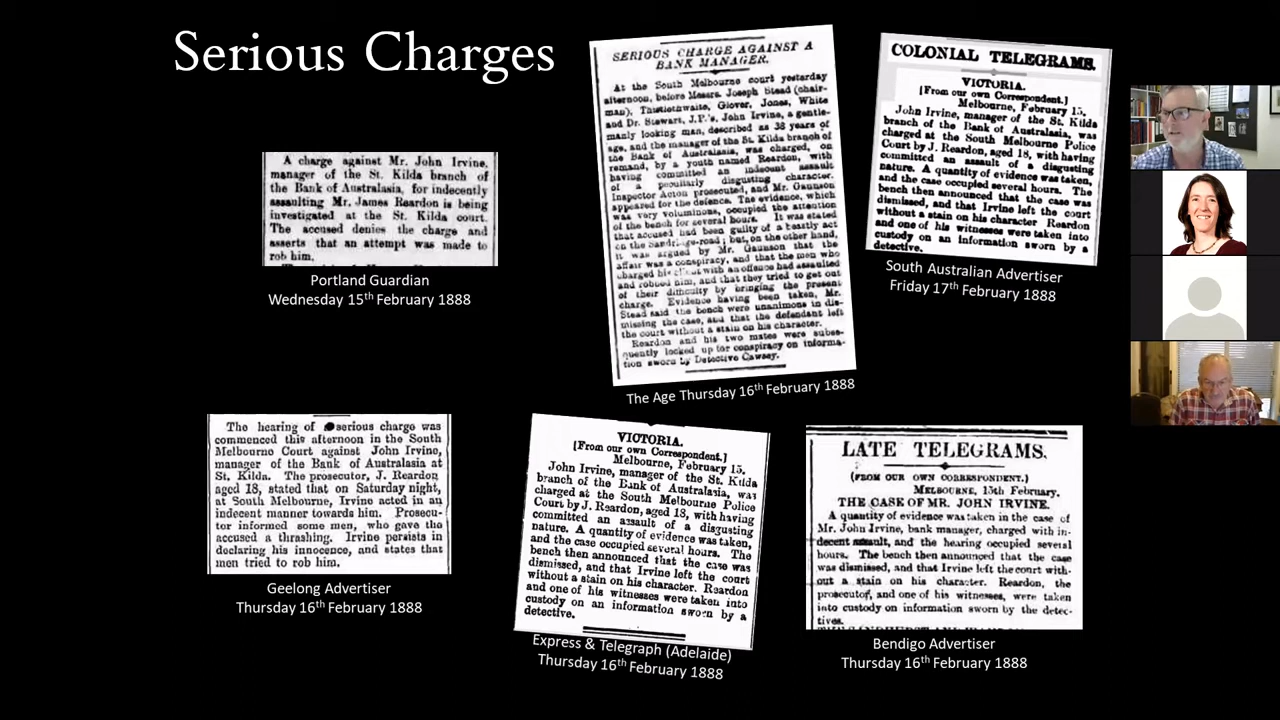 Serious Charges
A charge against Mr. John Irvine,
manager of the St. Kilda branch of
the Bank of Australasia, for indecently
assaulting Mr. James Reardon is being
investigated at the St. Kilda court.
The accused denies the charge and
asserts that an attempt was made to
rob him.
Portland Guardian
Wednesday 15th February 1888
SERIOUS CHARGE AGAINST A
BANK MANAGER.
At the South Melbourne court yesterday
afternoon, before Messrs. Joseph Stead (chair-
man), Thistlethwaite, Glover, Jones, White
and Dr. Stewart, J.P.'s, John Irvine, a gentle-
manly looking man, described as 38 years of
age, and the manager of the St. Kilda branch of
the Bank of Australasia, was charged, on
remand, by a youth named Reardon, with
having committed an indecent assault
of a peculiarly disgusting character.
Inspector Acton prosecuted, and Mr. Gaunson
appeared for the defence. The evidence, which
was very voluminous, occupied the attention
of the bench for several hours. It was stated
that accused had been guilty of a beastly act
on the Sandridge-road; but, on the other hand,
it was argued by Mr. Gaunson that the
affair was a conspiracy, and that the men who
charged his client with an offence had assaulted
and robbed him, and that they tried to get out
of their difficulty by bringing the present
charge. Evidence having been taken, Mr.
Stead said the bench were unanimous in dis-
missing the case, and that the defendant left
the court without a stain on his character.
Reardon and his two mates were subse-
quently locked up for conspiracy on informa-
tion sworn by Detective Cawsey.
The Age Thursday 16th February 1888
COLONIAL TELEGRAMS.
VICTORIA.
[From our own Correspondent.]
Melbourne, February 15.
John Irvine, manager of the St. Kilda
branch of the Bank of Australasia, was
charged at the South Melbourne Police
Court by J. Reardon, aged 18, with having
committed an assault of a disgusting
nature. A quantity of evidence was taken,
and the case occupied several hours. The
bench then announced that the case was
dismissed, and that Irvine left the court
without a stain on his character. Reardon
and one of his witnesses were taken into
custody on an information sworn by a
detective.
South Australian Advertiser
Friday 17th February 1888
The hearing of serious charge was
commenced this afternoon in the South
Melbourne Court against John Irvine,
manager of the Bank of Australasia at
St. Kilda. The prosecutor, J. Reardon
aged 18, stated that on Saturday night,
at South Melbourne, Irvine acted in an
indecent manner towards him. Prosecu-
tor informed some men, who gave the
accused a thrashing. Irvine persists in
declaring his innocence, and states that
men tried to rob him.
Geelong Advertiser
Thursday 16th February 1888
VICTORIA.
[From our own Correspondent.]
Melbourne, February 15.
John Irvine, manager of the St. Kilda
branch of the Bank of Australasia, was
charged at the South Melbourne Police
Court by J. Reardon, aged 18, with having
committed an assault of a disgusting
nature. A quantity of evidence was taken,
and the case occupied several hours. The
bench then announced that the case was
dismissed, and that Irvine left the court
without a stain on his character. Reardon
and one of his witnesses were taken into
custody on an information sworn by a
detective.
Express & Telegraph (Adelaide)
Thursday 16th February 1888
LATE TELEGRAMS.
(FROM OUR OWN CORRESPONDENT.)
MELBOURNE, 15th February.
THE CASE OF MR. JOHN IRVINE.
A quantity of evidence was taken in the case of
Mr. John Irvine, bank manager, charged with in-
decent assault, and the hearing occupied several
hours. The bench then announced that the case
was dismissed, and that Irvine left the court with-
out a stain on his character. Reardon, the
prosecutor, and one of his witnesses, were taken
into custody on information sworn by the detec-
tives.
Bendigo Advertiser
Thursday 16th February 1888